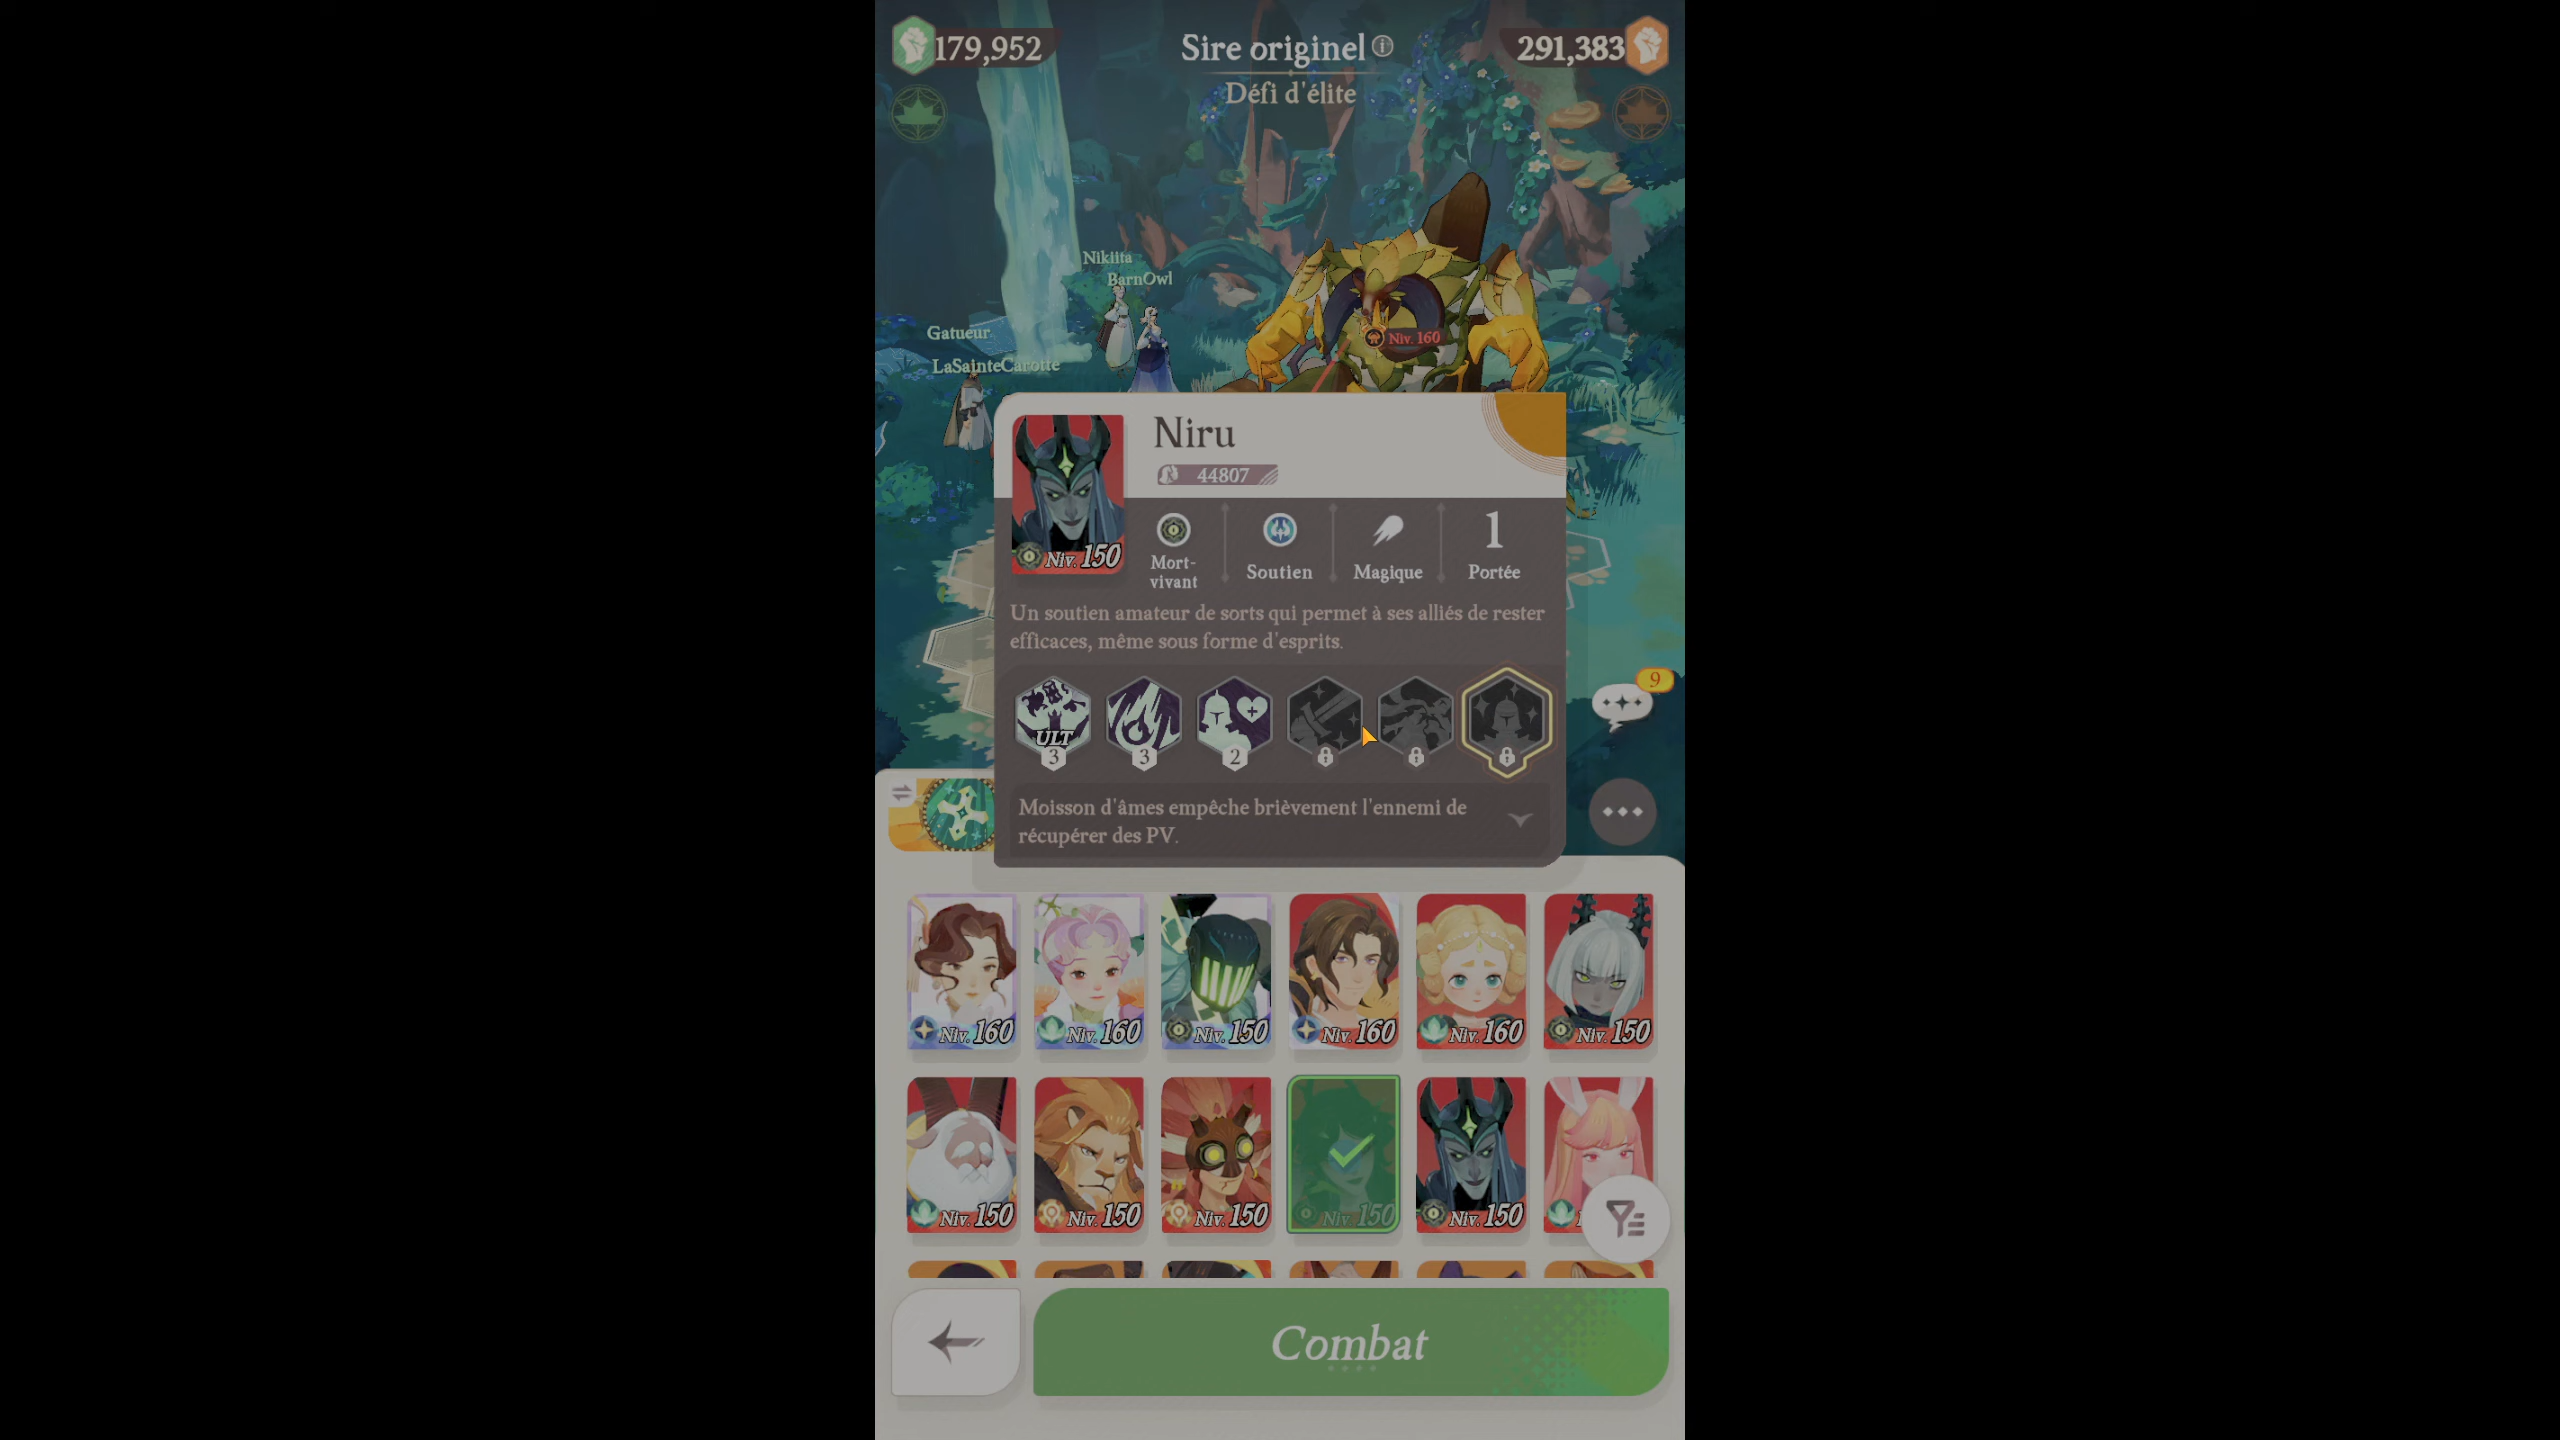 179,952
Sire originel
291,383
Défi d'élite
Nikiita
BarnOwl
Gatueur
LaSainteCarotte
Niv. 160
Niru
44807
Niv. 150
Mort-
vivant
Soutien
Magique
1
Portée
Un soutien amateur de sorts qui permet à ses alliés de rester
efficaces, même sous forme d'esprits.
ULT
3
3
2
9
Moisson d'âmes empêche brièvement l'ennemi de
récupérer des PV.
Niv. 160
Niv. 160
Niv. 150
Niv. 160
Niv. 160
Niv. 150
Niv. 150
Niv. 150
Niv. 150
Niv. 150
Niv. 150
Combat